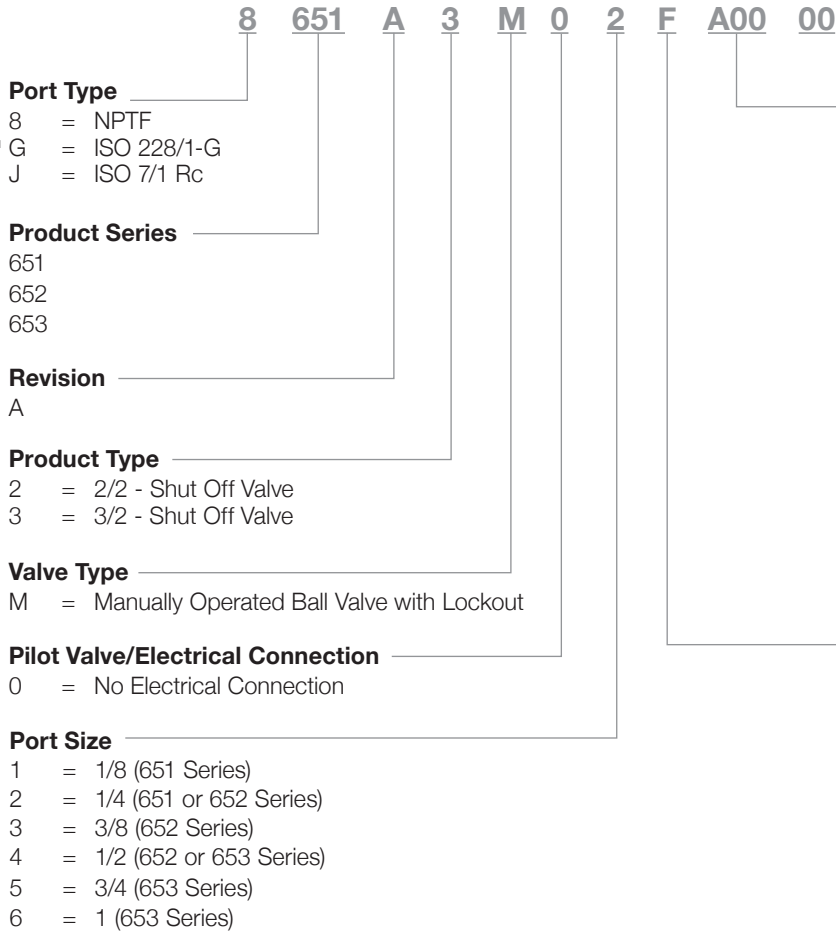 8 651 A 3 M 0 2 F A00 00
Port Type
8 = NPTF
G = ISO 228/1-G
J = ISO 7/1 Rc
Product Series
651
652
653
Revision
A
Product Type
2 = 2/2 - Shut Off Valve
3 = 3/2 - Shut Off Valve
Valve Type
M = Manually Operated Ball Valve with Lockout
Pilot Valve/Electrical Connection
0 = No Electrical Connection
Port Size
1 = 1/8 (651 Series)
2 = 1/4 (651 or 652 Series)
3 = 3/8 (652 Series)
4 = 1/2 (652 or 653 Series)
5 = 3/4 (653 Series)
6 = 1 (653 Series)